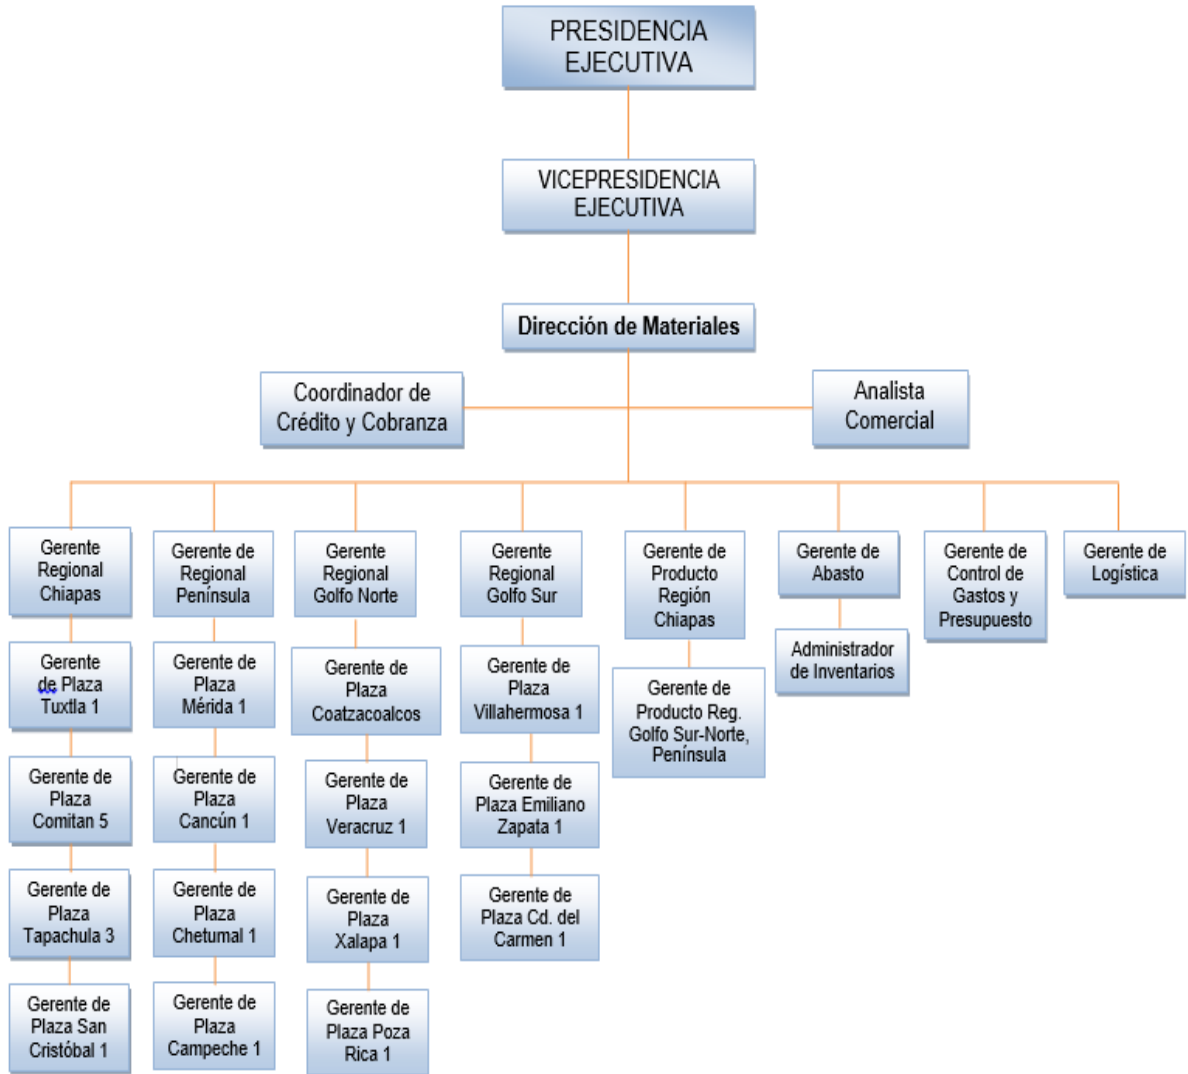 PRESIDENCIA
EJECUTIVA
VICEPRESIDENCIA
EJECUTIVA
Dirección de Materiales
Coordinador de
Crédito y Cobranza
Analista
Comercial
Gerente
Regional
Chiapas
Gerente de
Regional
Península
Gerente
Regional
Golfo Norte
Gerente
Regional
Golfo Sur
Gerente de
Producto
Región
Chiapas
Gerente de
Abasto
Gerente de
Control de
Gastos y
Presupuesto
Gerente de
Logística
Gerente
de Plaza
Tuxtla 1
Gerente de
Plaza
Mérida 1
Gerente de
Plaza
Coatzacoalcos
Gerente de
Plaza
Villahermosa 1
Gerente de
Producto Reg.
Golfo Sur-Norte,
Península
Administrador
de Inventarios
Gerente de
Plaza
Comitan 5
Gerente de
Plaza
Cancún 1
Gerente de
Plaza
Veracruz 1
Gerente de
Plaza Emiliano
Zapata 1
Gerente de
Plaza
Tapachula 3
Gerente de
Plaza
Chetumal 1
Gerente de
Plaza
Xalapa 1
Gerente de
Plaza Cd. del
Carmen 1
Gerente de
Plaza San
Cristóbal 1
Gerente de
Plaza
Campeche 1
Gerente de
Plaza Poza
Rica 1